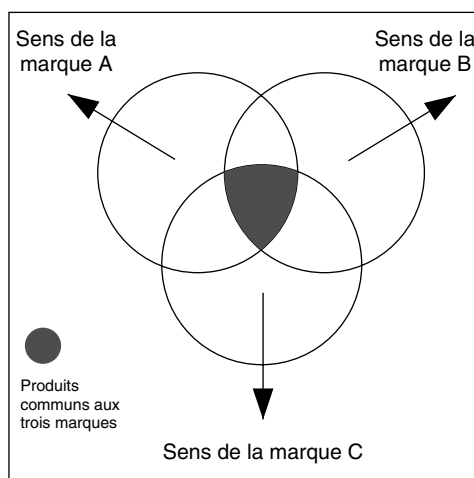 Sens de la
marque A
Sens de la
marque B
Produits
communs aux
trois marques
Sens de la marque C